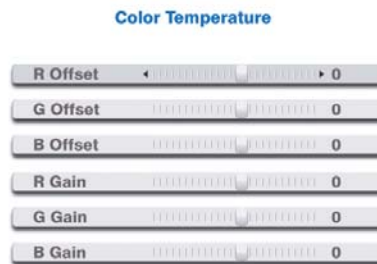 Color Temperature
R Offset 0
G Offset 0
B Offset 0
R Gain 0
G Gain 0
B Gain 0